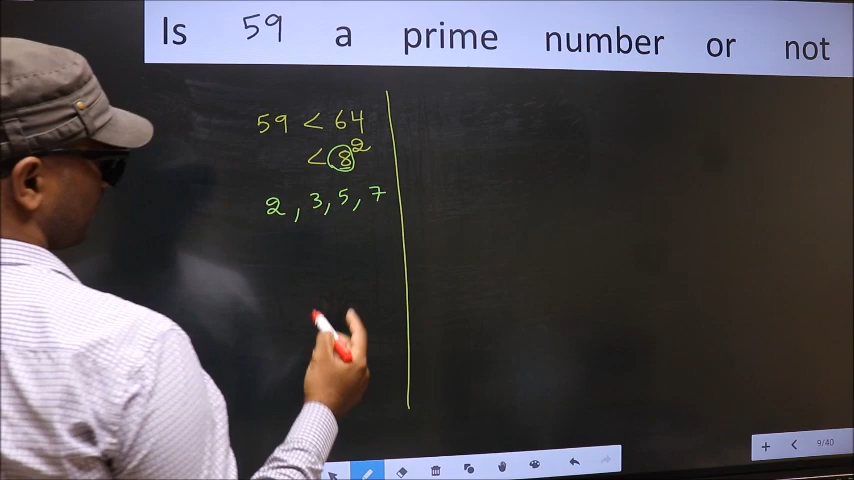 Is 59 a prime number or not
59 < 64
< 8²
2, 3, 5, 7
9/40